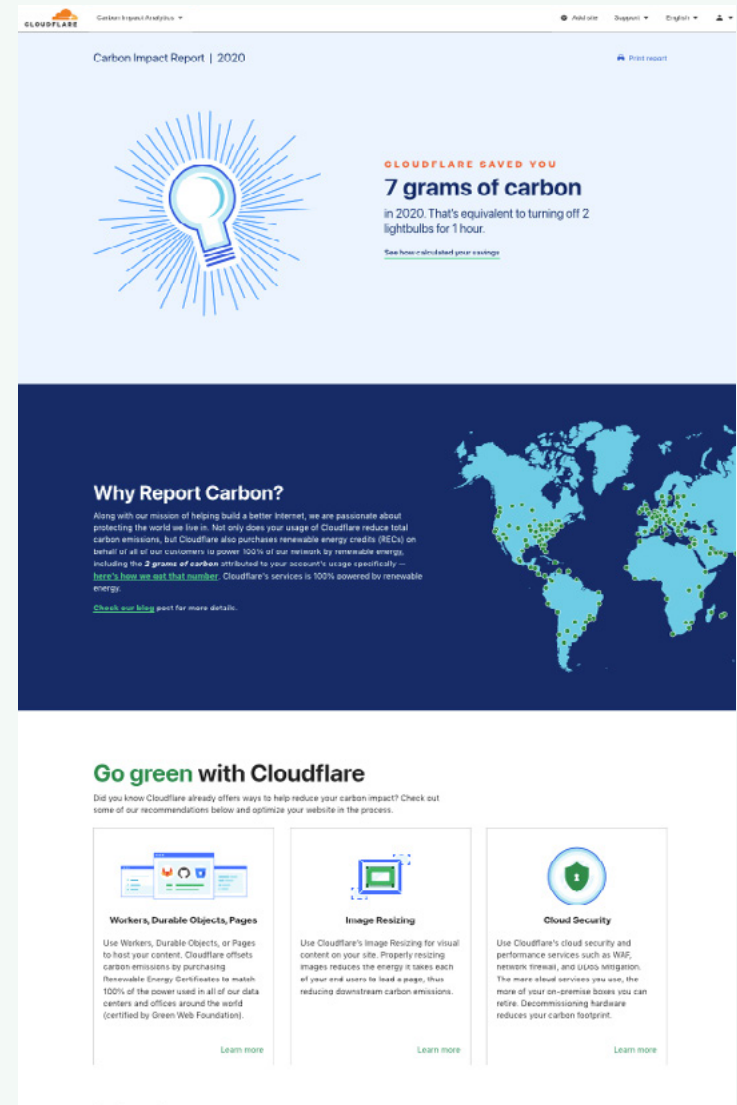 CLOUDFLARE
Carbon Impact Analytics
Add site
Support
English
Carbon Impact Report | 2020
Print report
CLOUDFLARE SAVED YOU
7 grams of carbon
in 2020. That's equivalent to turning off 2
lightbulbs for 1 hour.
See how calculated your savings
Why Report Carbon?
Along with our mission of helping build a better Internet, we are passionate about
protecting the world we live in. Not only does your usage of Cloudflare reduce total
carbon emissions, but Cloudflare also purchases renewable energy credits (RECs) on
behalf of all of our customers to power 100% of our network by renewable energy,
including the grams of carbon attributed to your account's usage specifically —
here's how we got that number. Cloudflare's services is 100% powered by renewable
energy.
Check our blog post for more details.
Go green with Cloudflare
Did you know Cloudflare already offers ways to help reduce your carbon impact? Check out
some of our recommendations below and optimize your website in the process.
Workers, Durable Objects, Pages
Use Workers, Durable Objects, or Pages
to host your content. Cloudflare offsets
carbon emissions by purchasing
Renewable Energy Certificates to match
100% of the power used in all of our data
centers and offices around the world
(certified by Green Web Foundation).
Learn more
Image Resizing
Use Cloudflare's Image Resizing for visual
content on your site. Properly resizing
images reduces the energy it takes each
of your end users to load a page, thus
reducing downstream carbon emissions.
Learn more
Cloud Security
Use Cloudflare's cloud security and
performance services such as WAF,
network firewall, and DDoS Mitigation.
The more cloud services you use, the
more of your on-premise boxes you can
retire. Decommissioning hardware
reduces your carbon footprint.
Learn more